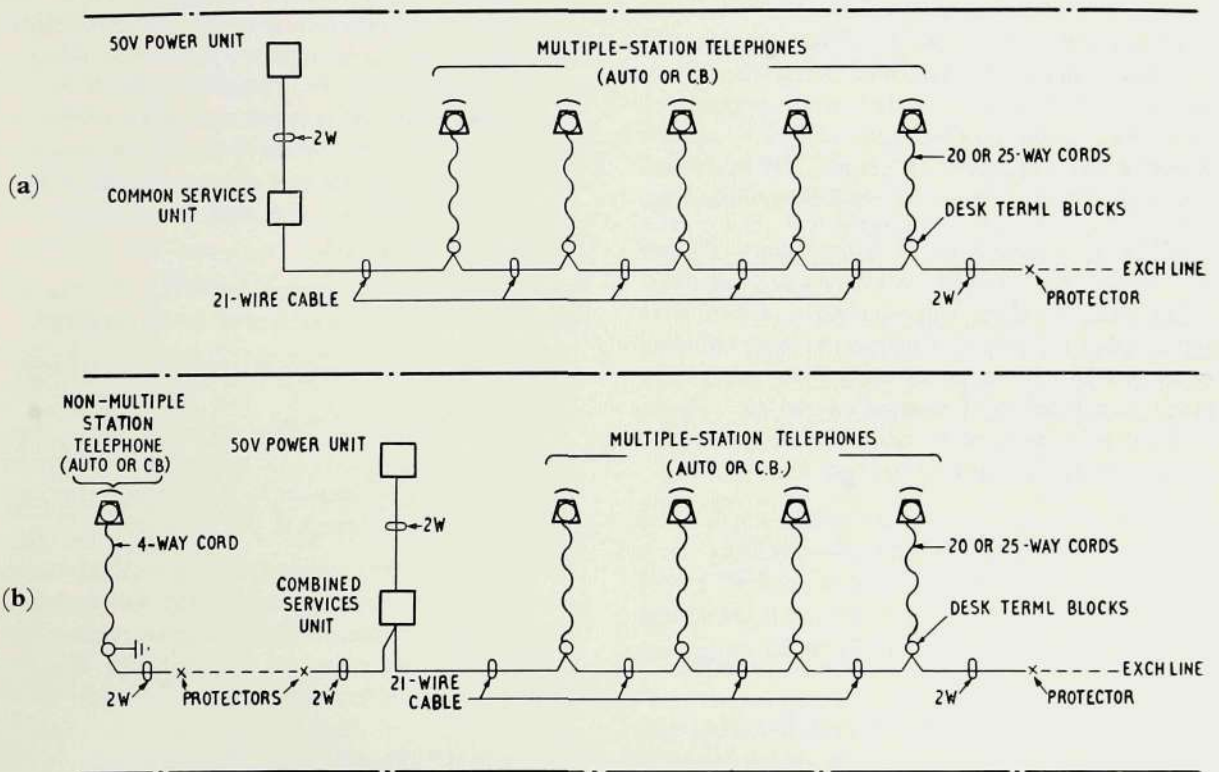 (a)
50V POWER UNIT
2W
COMMON SERVICES
UNIT
21-WIRE CABLE
MULTIPLE-STATION TELEPHONES
(AUTO OR C.B.)
20 OR 25-WAY CORDS
DESK TERML BLOCKS
EXCH LINE
2W
PROTECTOR
(b)
NON-MULTIPLE
STATION
TELEPHONE
(AUTO OR CB)
4-WAY CORD
2W
PROTECTORS
2W
50V POWER UNIT
2W
COMBINED
SERVICES
UNIT
21-WIRE
CABLE
MULTIPLE-STATION TELEPHONES
(AUTO OR C.B.)
20 OR 25-WAY CORDS
DESK TERML BLOCKS
EXCH LINE
2W
PROTECTOR